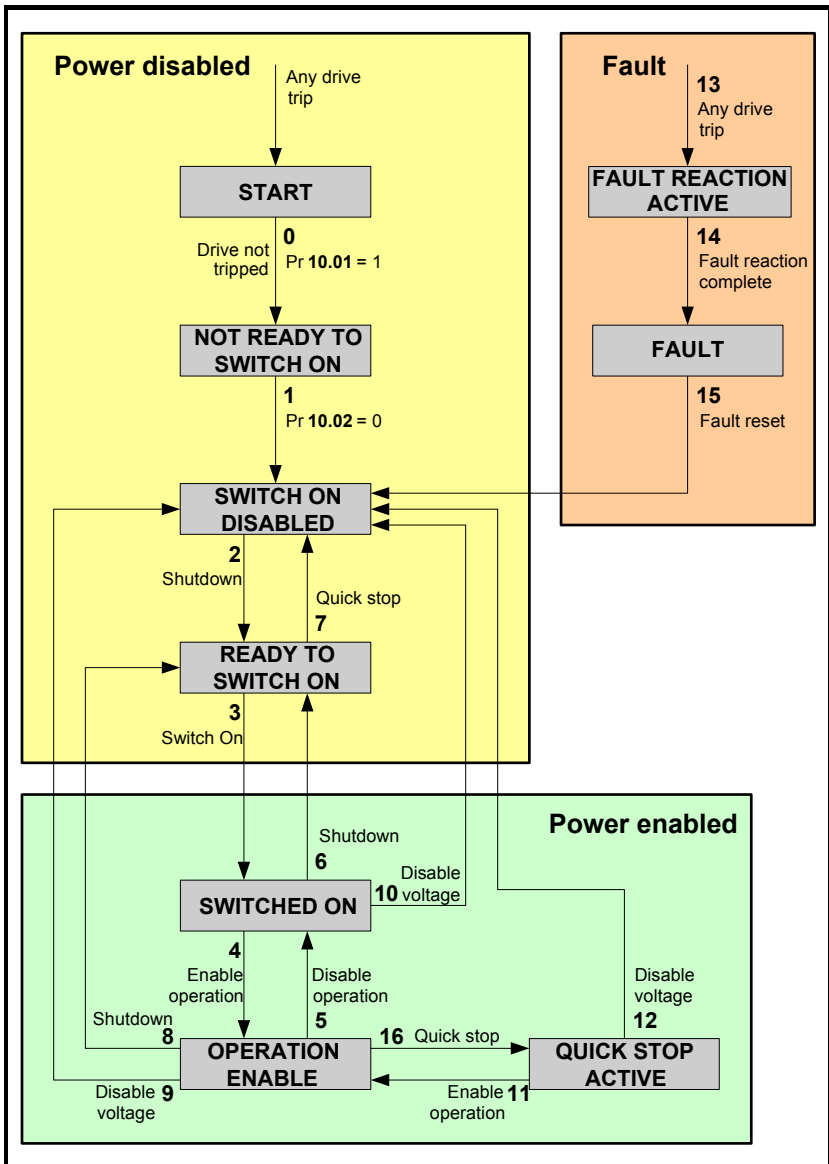 Power disabled
Any drive
trip
START
0
Drive not
tripped
Pr 10.01 = 1
NOT READY TO
SWITCH ON
1
Pr 10.02 = 0
SWITCH ON
DISABLED
2
Shutdown
Quick stop
7
READY TO
SWITCH ON
3
Switch On
Fault
13
Any drive
trip
FAULT REACTION
ACTIVE
14
Fault reaction
complete
FAULT
15
Fault reset
Power enabled
Shutdown
6
Disable
10 voltage
SWITCHED ON
4
Enable
operation
Disable
operation
5
Shutdown
8
OPERATION
ENABLE
Disable 9
voltage
16 Quick stop
Enable 11
operation
Disable
voltage
12
QUICK STOP
ACTIVE